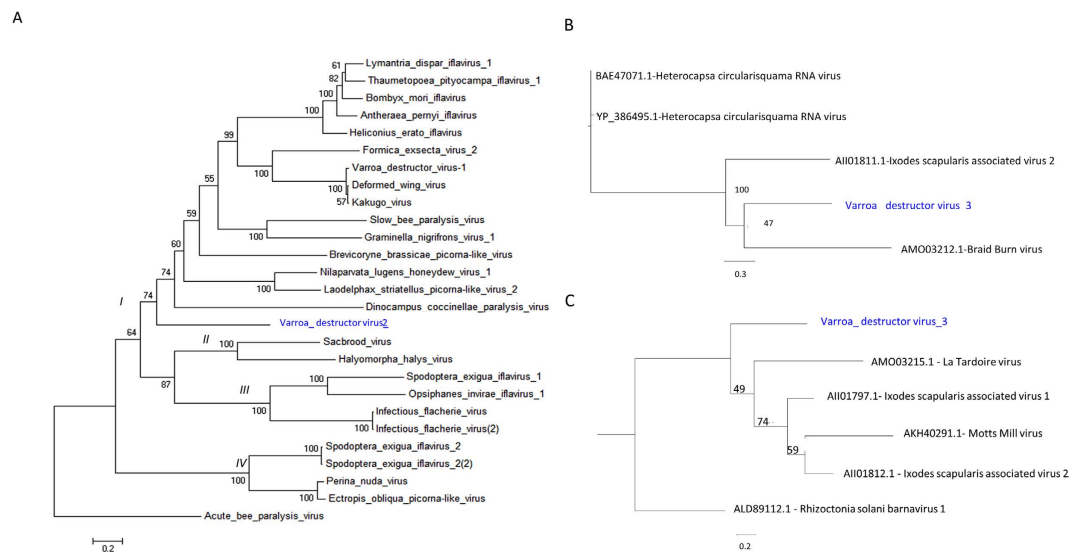 A
61
Lymantria_dispar_iflavirus_1
82
Thaumetopoea_pityocampa_iflavirus_1
100
Bombyx_mori_iflavirus
100
Antheraea_pernyi_iflavirus
99
Heliconius_erato_iflavirus
Formica_exsecta_virus_2
100
Varroa_destructor_virus-1
100
Deformed_wing_virus
57
Kakugo_virus
55
Slow_bee_paralysis_virus
100
Graminella_nigrifrons_virus_1
59
Brevicoryne_brassicae_picorna-like_virus
60
Nilaparvata_lugens_honeydew_virus_1
100
Laodelphax_striatellus_picorna-like_virus_2
74
Dinocampus coccinellae_paralysis_virus
74
I
Varroa_ destructor virus2
64
II
Sacbrood_virus
100
Halyomorpha_halys_virus
87
III
100
Spodoptera_exigua_iflavirus_1
Opsiphanes_invirae_iflavirus_1
100
Infectious_flacherie_virus
100
Infectious_flacherie_virus(2)
Spodoptera_exigua_iflavirus_2
100
IV
Spodoptera_exigua_iflavirus_2(2)
100
Perina_nuda_virus
100
Ectropis_obliqua_picorna-like_virus
Acute_bee_paralysis_virus
0.2
B
BAE47071.1-Heterocapsa circularisquama RNA virus
YP_386495.1-Heterocapsa circularisquama RNA virus
AII01811.1-Ixodes scapularis associated virus 2
100
Varroa _destructor virus_3
47
AMO03212.1-Braid Burn virus
0.3
C
Varroa_ destructor virus_3
AMO03215.1 - La Tardoire virus
49
AII01797.1- Ixodes scapularis associated virus 1
74
AKH40291.1- Motts Mill virus
59
AII01812.1 - Ixodes scapularis associated virus 2
ALD89112.1 - Rhizoctonia solani barnavirus 1
0.2